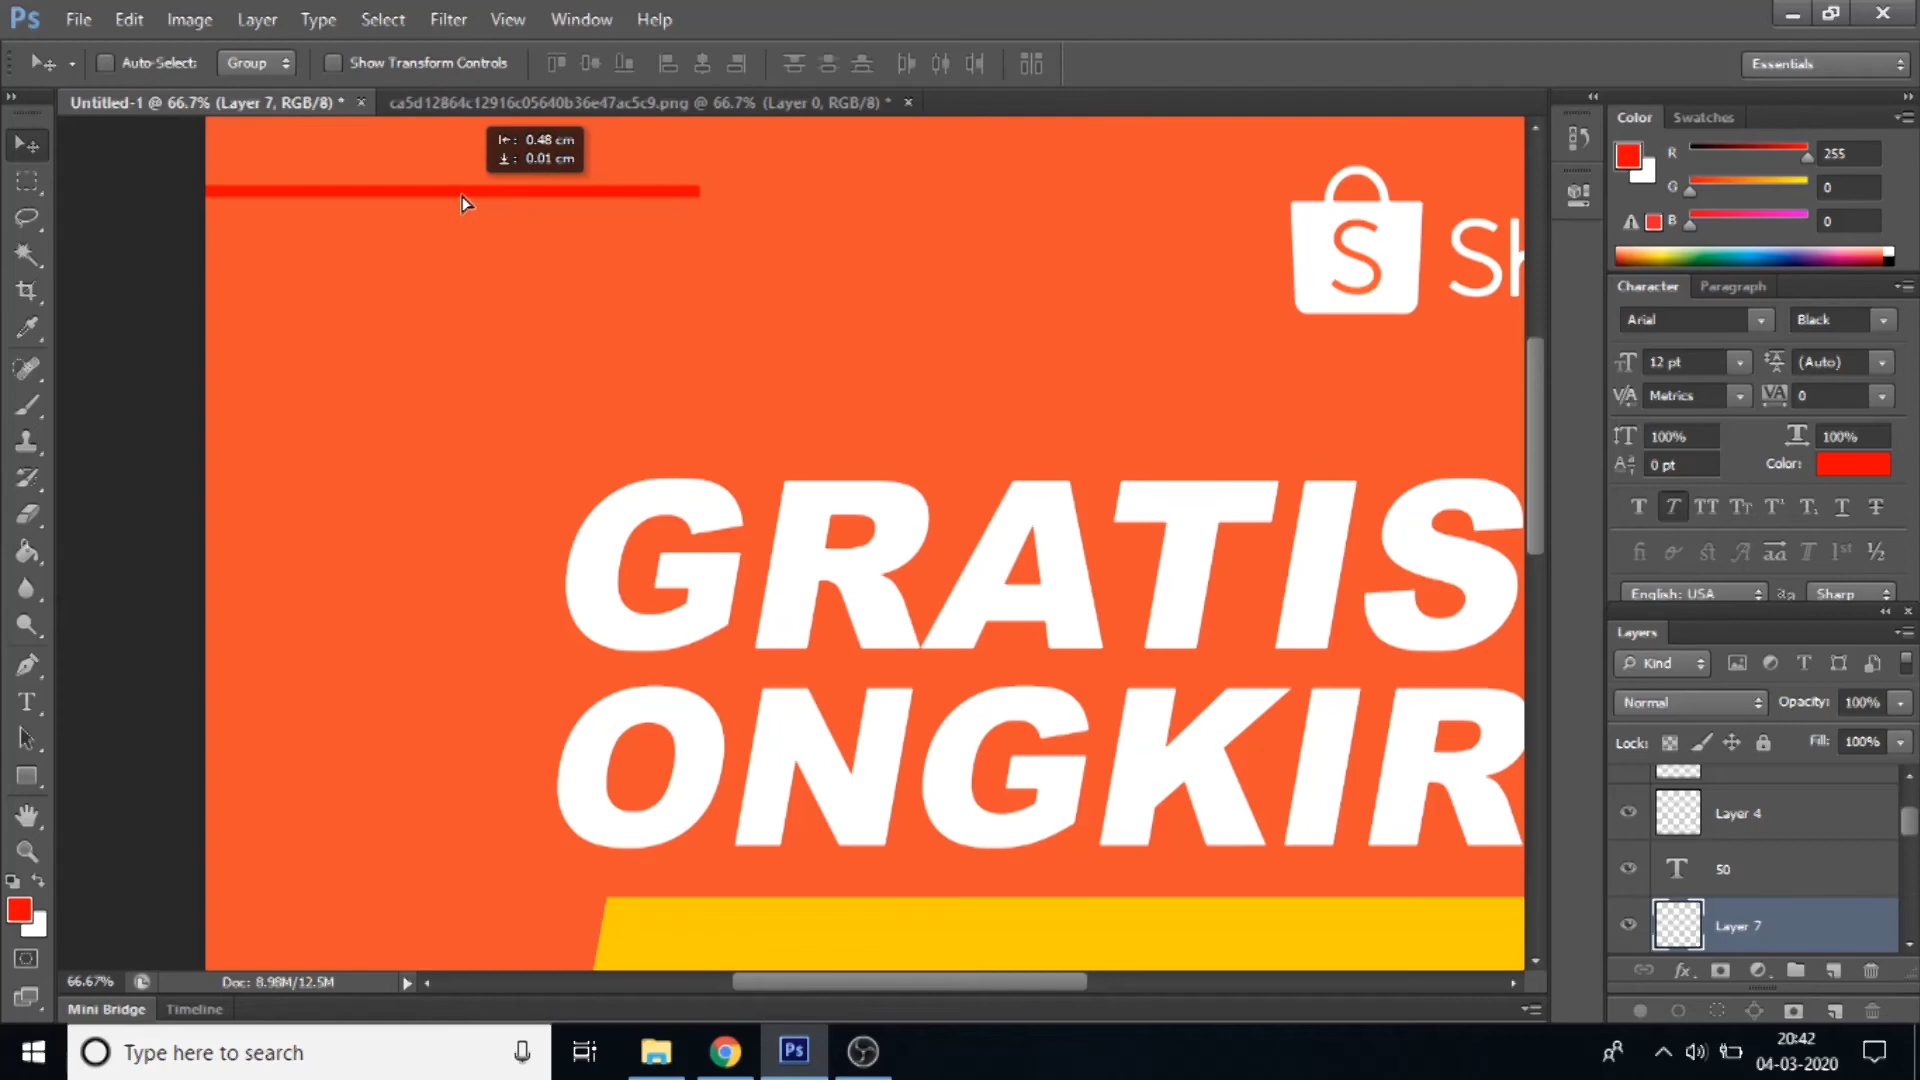 Ps File Edit Image Layer Type Select Filter View Window Help
Auto-Select: Group Show Transform Controls Essentials
Untitled-1 @ 66.7% (Layer 7, RGB/8) * × ca5d12864c12916c05640b36e47ac5c9.png @ 66.7% (Layer 0, RGB/8) * ×
0.48 cm
0.01 cm
S Sh
GRATIS
ONGKIR
Color Swatches
R 255
G 0
B 0
Character Paragraph
Arial Black
12 pt (Auto)
Metrics 0
100% 100%
0 pt Color:
English: USA aa Sharp
Layers
Kind
Normal Opacity: 100%
Lock: Fill: 100%
Layer 4
T 50
Layer 7
66.67% Doc: 8.98M/12.5M
Mini Bridge Timeline
Type here to search Ps 20:42
04-03-2020